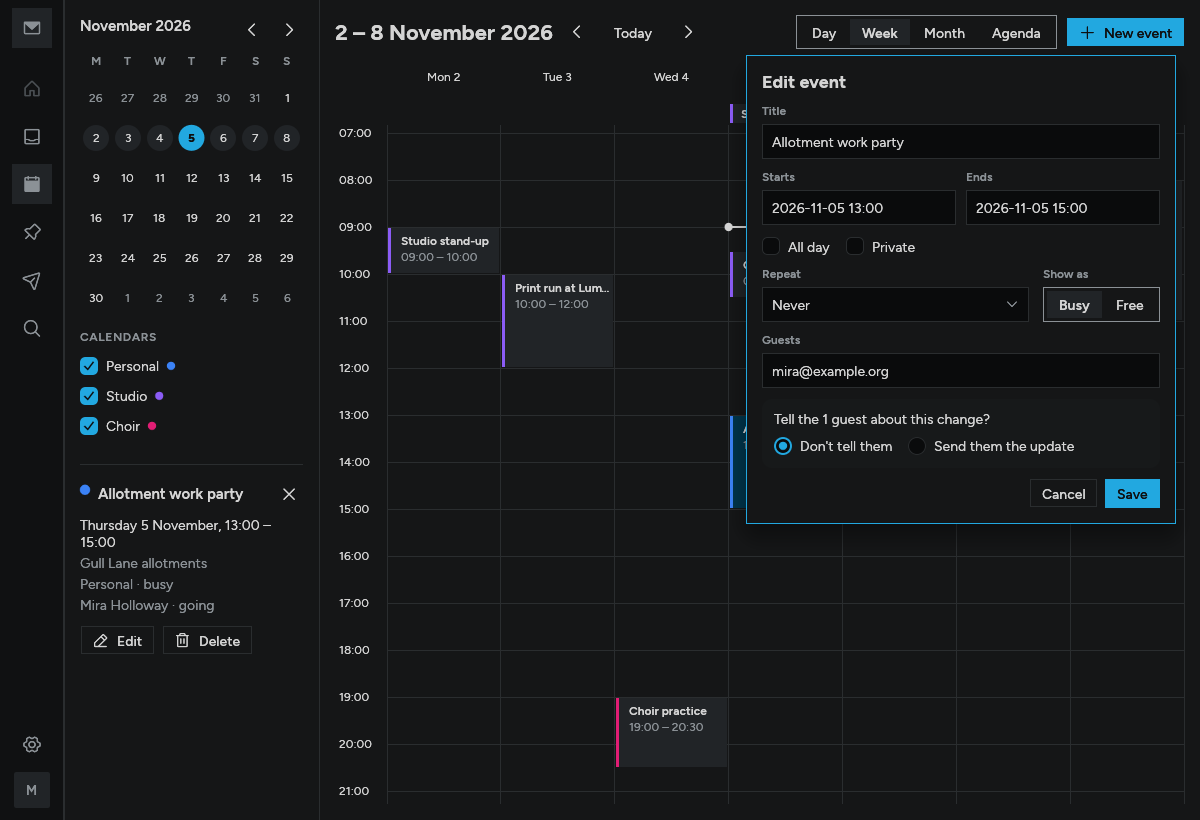 November 2026
M T W T F S S
26 27 28 29 30 31 1
2 3 4 5 6 7 8
9 10 11 12 13 14 15
16 17 18 19 20 21 22
23 24 25 26 27 28 29
30 1 2 3 4 5 6
CALENDARS
Personal
Studio
Choir
Allotment work party
Thursday 5 November, 13:00 –
15:00
Gull Lane allotments
Personal · busy
Mira Holloway · going
Edit
Delete
M
2 – 8 November 2026
Today
Day
Week
Month
Agenda
New event
Mon 2
Tue 3
Wed 4
07:00
08:00
09:00
10:00
11:00
12:00
13:00
14:00
15:00
16:00
17:00
18:00
19:00
20:00
21:00
Studio stand-up
09:00 – 10:00
Print run at Lum...
10:00 – 12:00
Choir practice
19:00 – 20:30
Edit event
Title
Allotment work party
Starts
Ends
2026-11-05 13:00
2026-11-05 15:00
All day
Private
Repeat
Show as
Never
Busy
Free
Guests
mira@example.org
Tell the 1 guest about this change?
Don't tell them
Send them the update
Cancel
Save